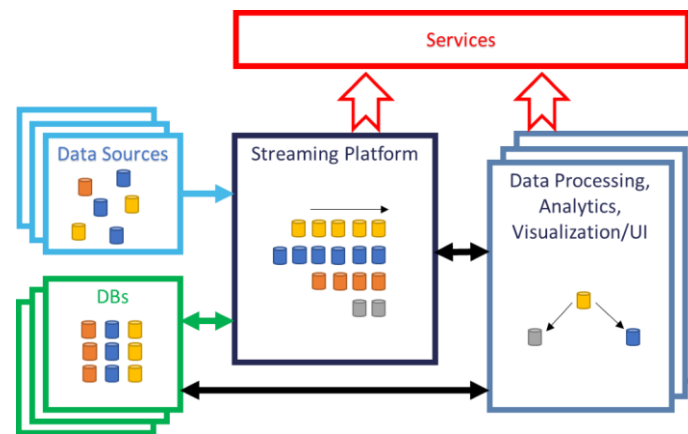 Services
Data Sources
Streaming Platform
Data Processing,
Analytics,
Visualization/UI
DBs